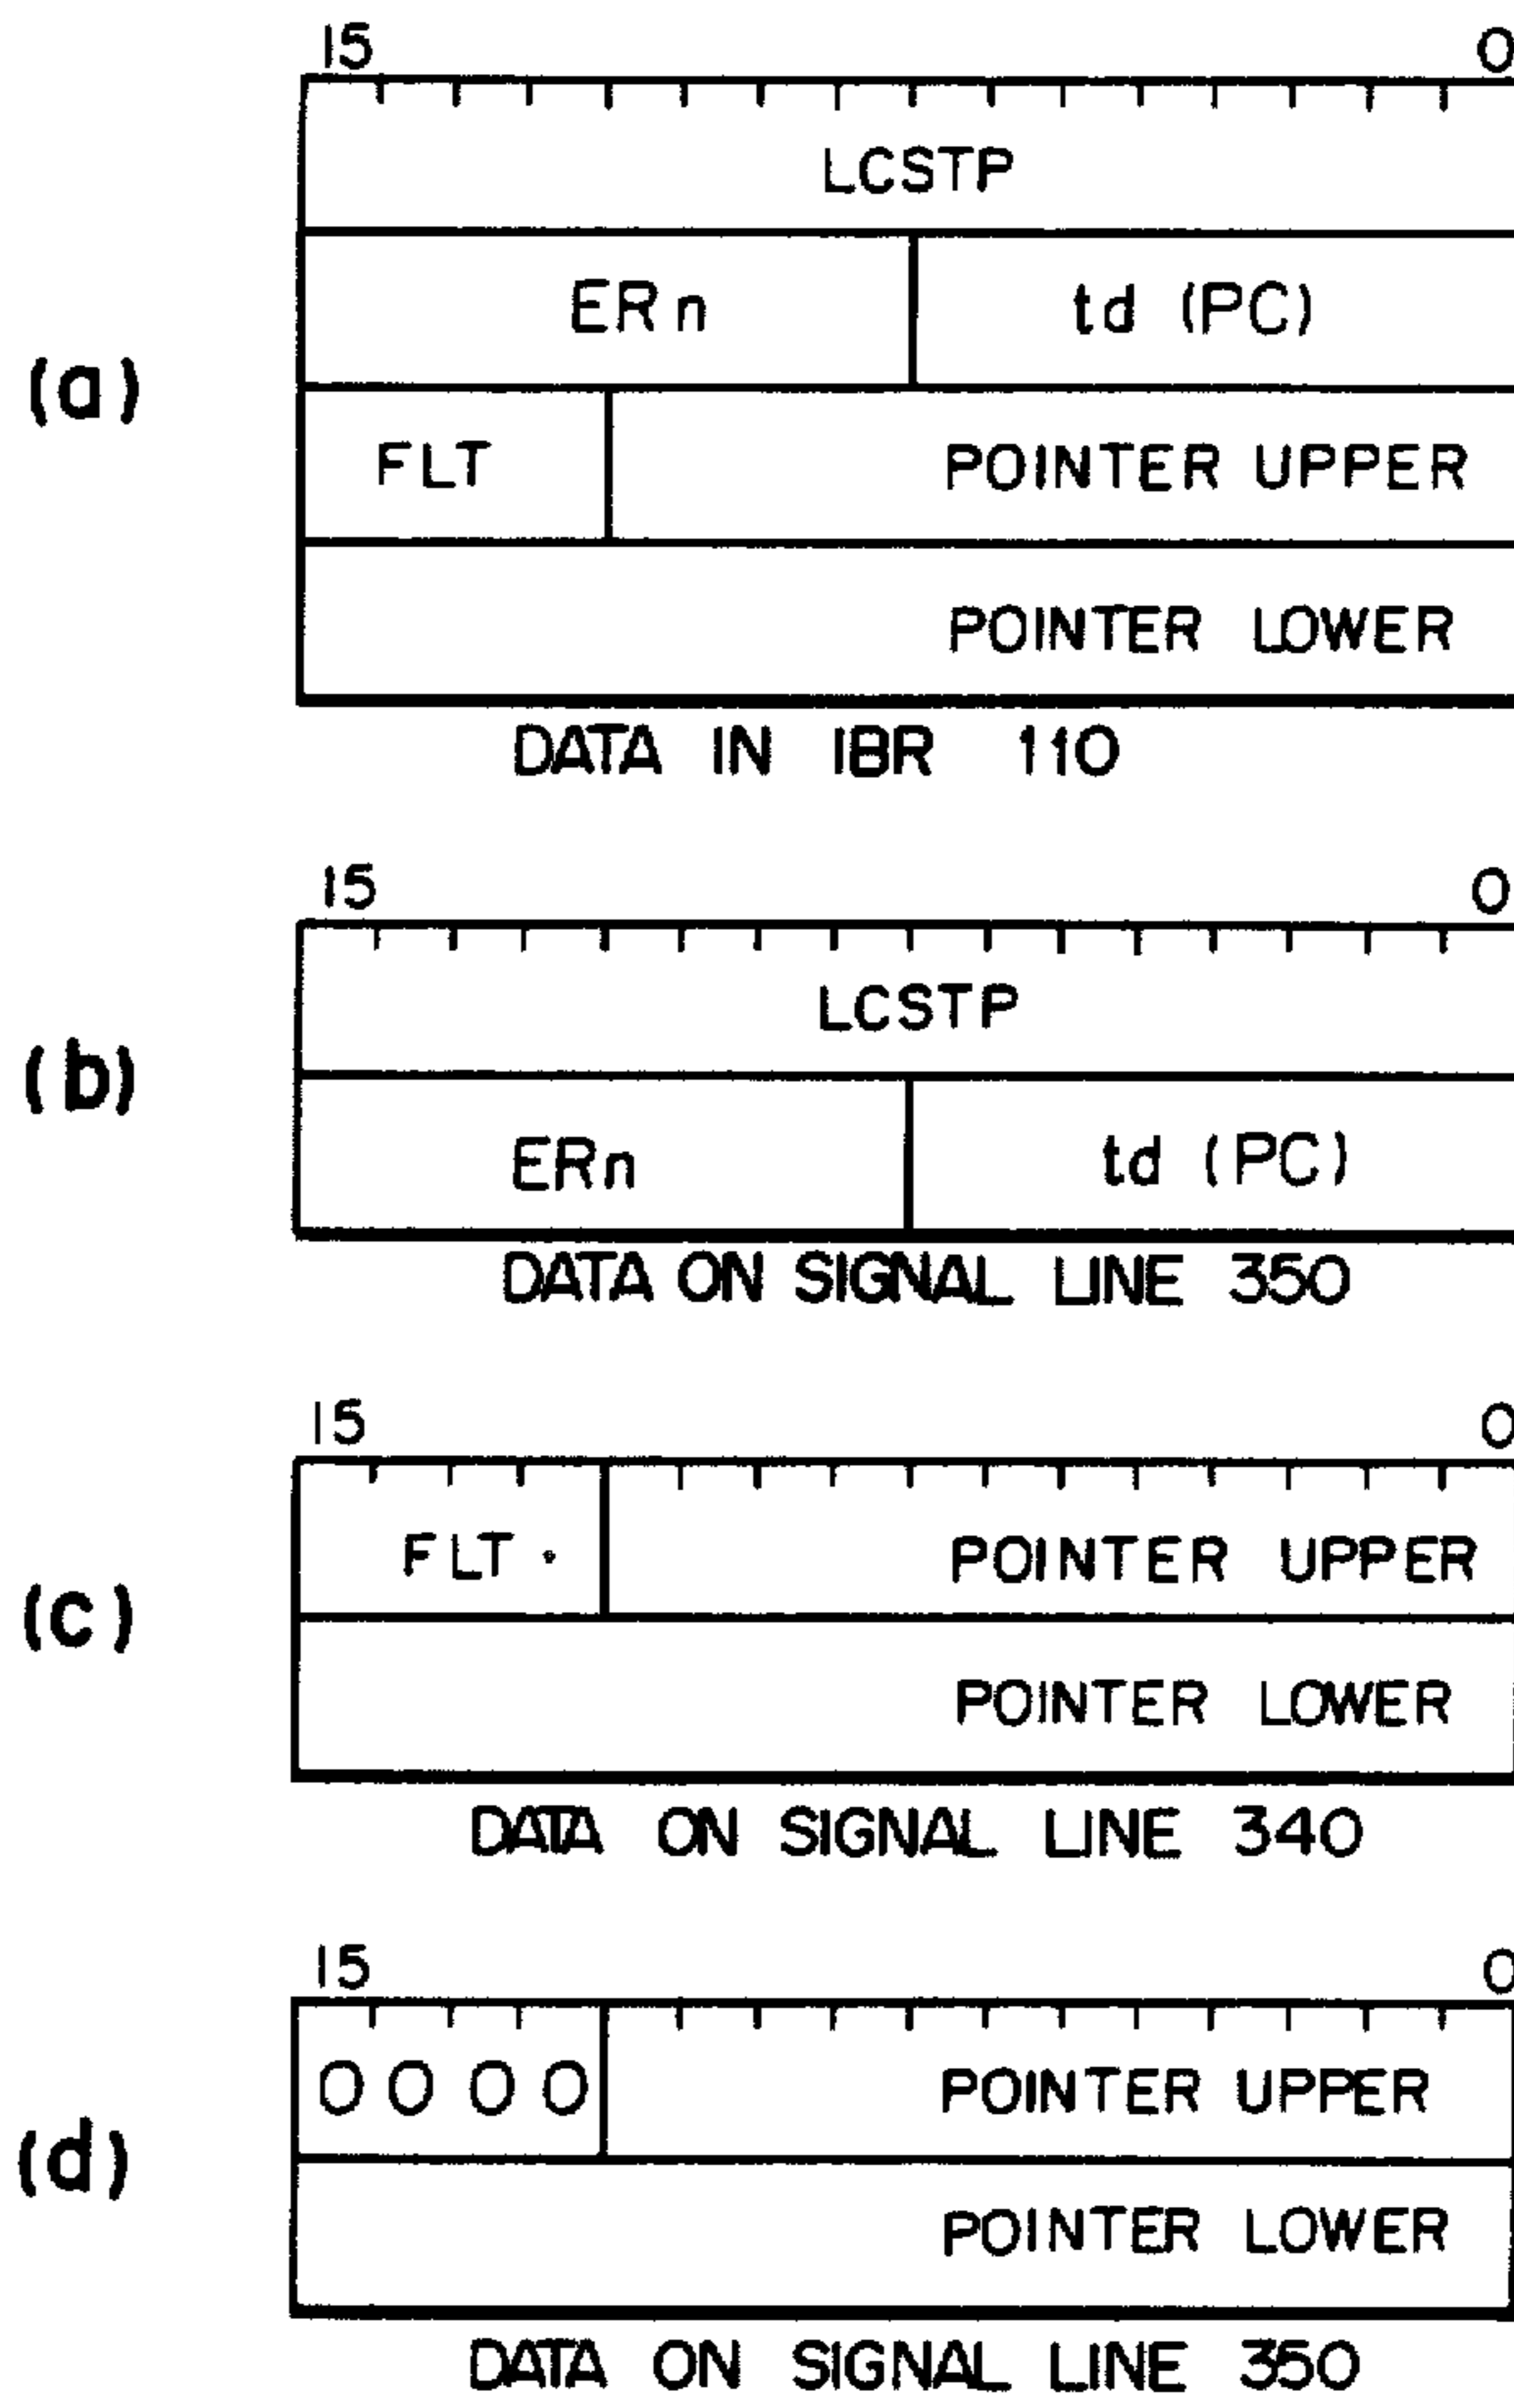 15 0
LCSTP
ERn td (PC)
(a)
FLT POINTER UPPER
POINTER LOWER
DATA IN IBR 110
15 0
LCSTP
(b)
ERn td (PC)
DATA ON SIGNAL LINE 350
15 0
FLT. POINTER UPPER
(c)
POINTER LOWER
DATA ON SIGNAL LINE 340
15 0
0 0 0 0 POINTER UPPER
(d)
POINTER LOWER
DATA ON SIGNAL LINE 350